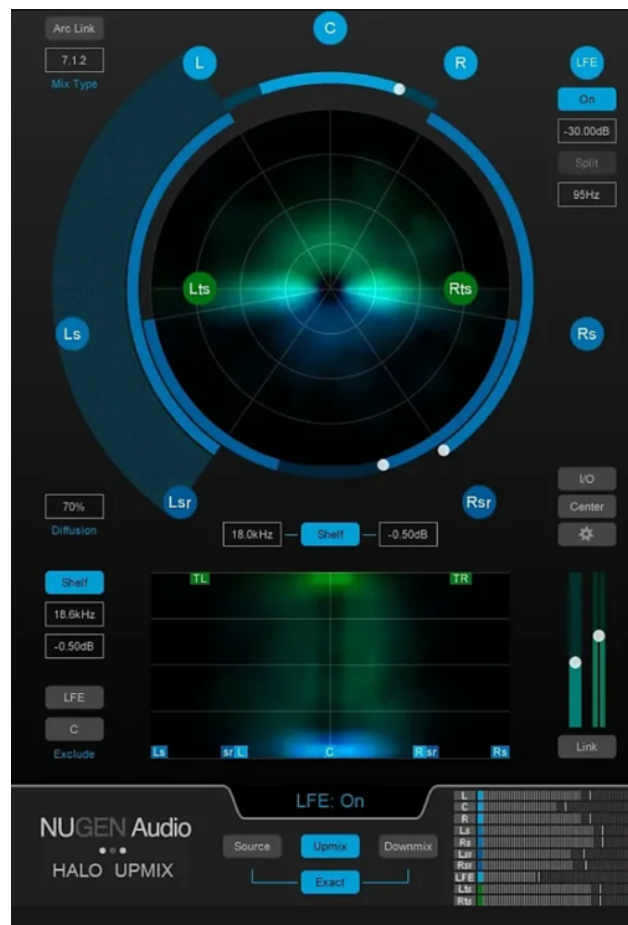 Arc Link
7.1.2
Mix Type
L
C
R
LFE
On
-30.00dB
Split
95Hz
Lts
Rts
Ls
Rs
Lsr
Rsr
70%
Diffusion
18.0kHz
Shelf
-0.50dB
I/O
Center
Shelf
18.6kHz
-0.50dB
LFE
C
Exclude
TL
TR
Ls
sr L
C
R sr
Rs
Link
LFE: On
NUGEN Audio
HALO UPMIX
Source
Upmix
Downmix
Exact
L
C
R
Ls
Rs
Lsr
Rsr
LFE
Lts
Rts